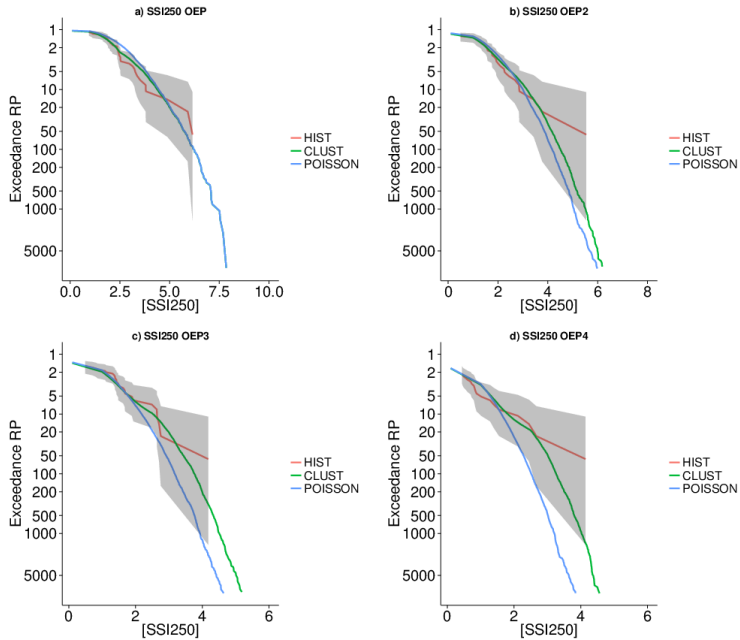 a) SSI250 OEP
Exceedance RP
1
2
5
10
20
50
100
200
500
1000
5000
0.0 2.5 5.0 7.5 10.0
[SSI250]
HIST
CLUST
POISSON
b) SSI250 OEP2
Exceedance RP
1
2
5
10
20
50
100
200
500
1000
5000
0 2 4 6 8
[SSI250]
HIST
CLUST
POISSON
c) SSI250 OEP3
Exceedance RP
1
2
5
10
20
50
100
200
500
1000
5000
0 2 4 6
[SSI250]
HIST
CLUST
POISSON
d) SSI250 OEP4
Exceedance RP
1
2
5
10
20
50
100
200
500
1000
5000
0 2 4 6
[SSI250]
HIST
CLUST
POISSON